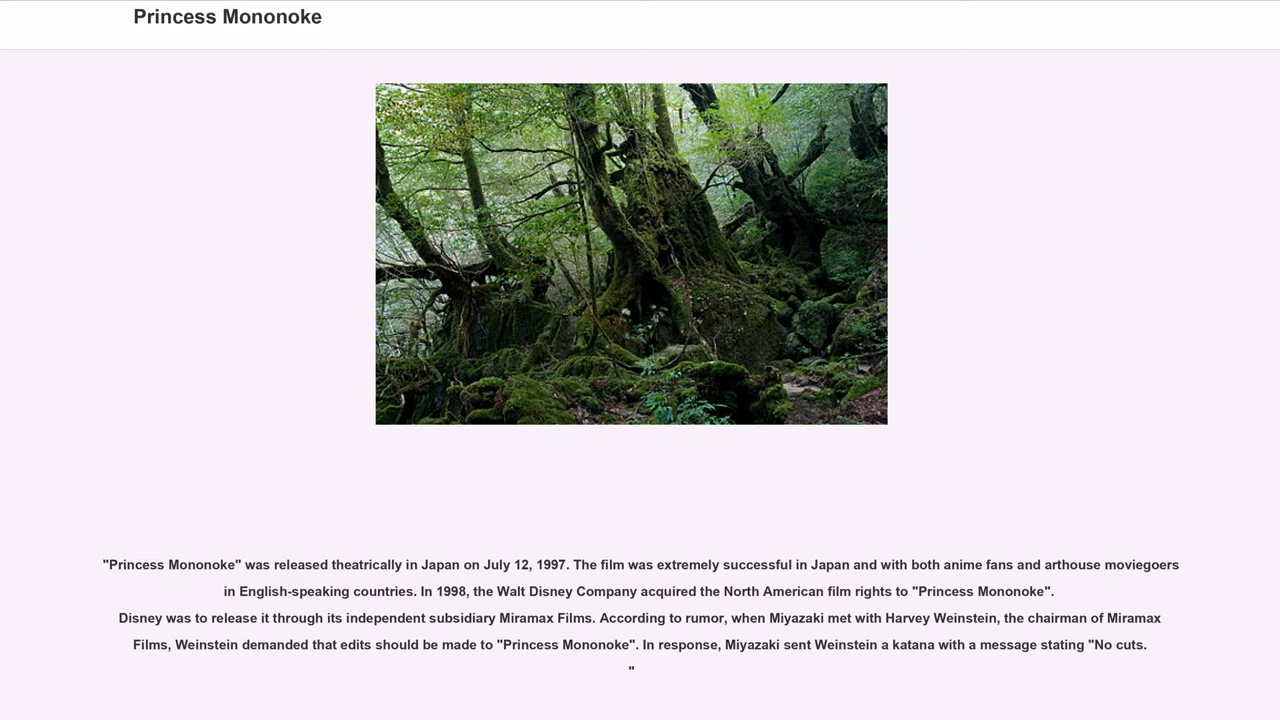 Princess Mononoke
"Princess Mononoke" was released theatrically in Japan on July 12, 1997. The film was extremely successful in Japan and with both anime fans and arthouse moviegoers
in English-speaking countries. In 1998, the Walt Disney Company acquired the North American film rights to "Princess Mononoke".
Disney was to release it through its independent subsidiary Miramax Films. According to rumor, when Miyazaki met with Harvey Weinstein, the chairman of Miramax
Films, Weinstein demanded that edits should be made to "Princess Mononoke". In response, Miyazaki sent Weinstein a katana with a message stating "No cuts.
"